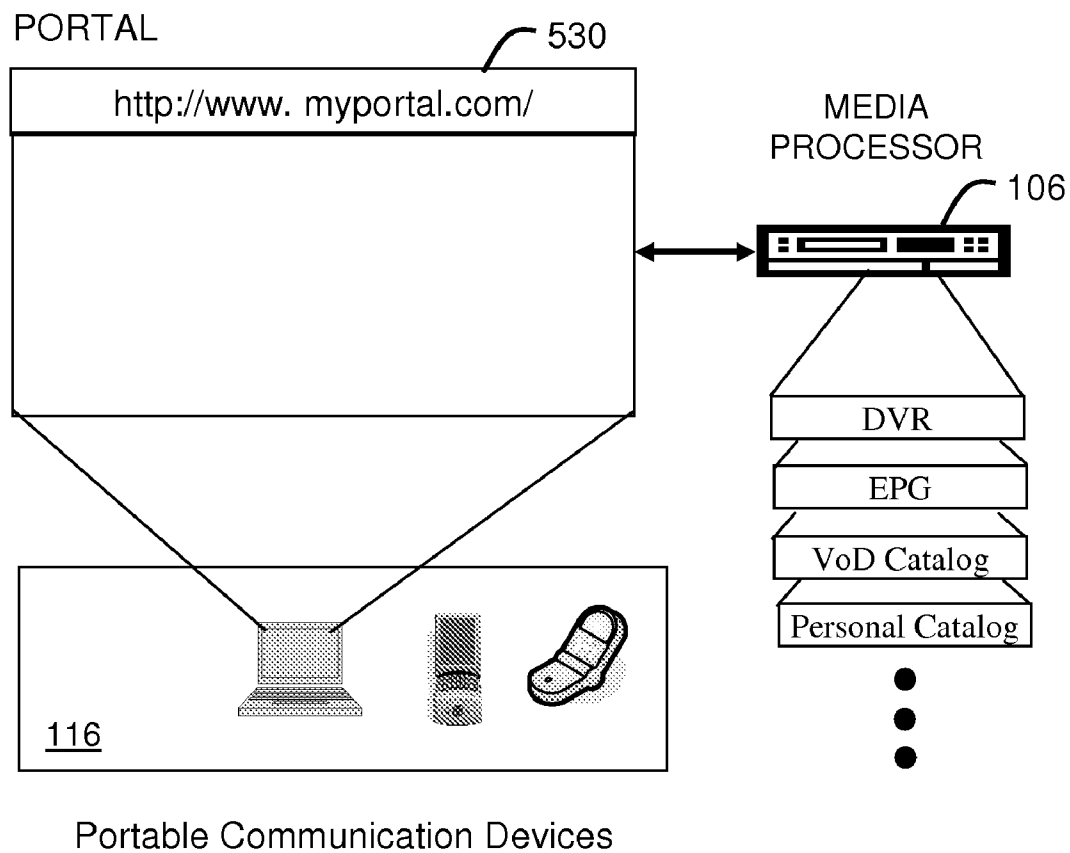 PORTAL
530
http://www. myportal.com/
MEDIA
PROCESSOR
106
DVR
EPG
VoD Catalog
Personal Catalog
116
Portable Communication Devices